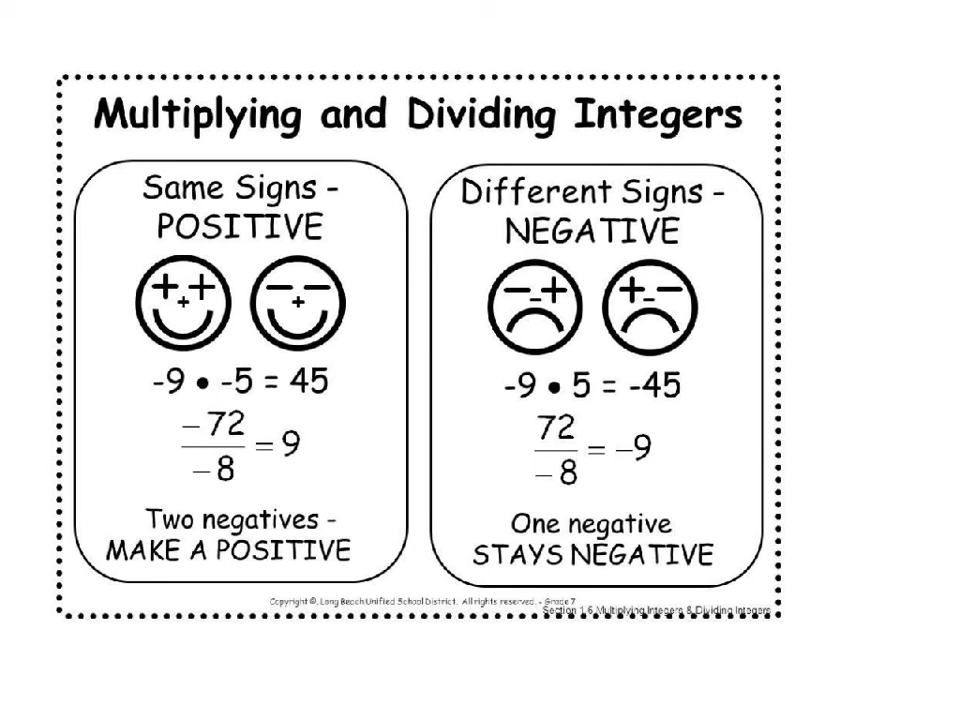 Multiplying and Dividing Integers
Same Signs -
POSITIVE
+ +
+
− −
+
-9 • -5 = 45
− 72
− 8
= 9
Two negatives -
MAKE A POSITIVE
Different Signs -
NEGATIVE
− +
−
+ −
−
-9 • 5 = -45
72
− 8
= −9
One negative
STAYS NEGATIVE
Copyright ©, Long Beach Unified School District. All rights reserved. - Grade 7
Section 1.6 Multiplying Integers & Dividing Integers